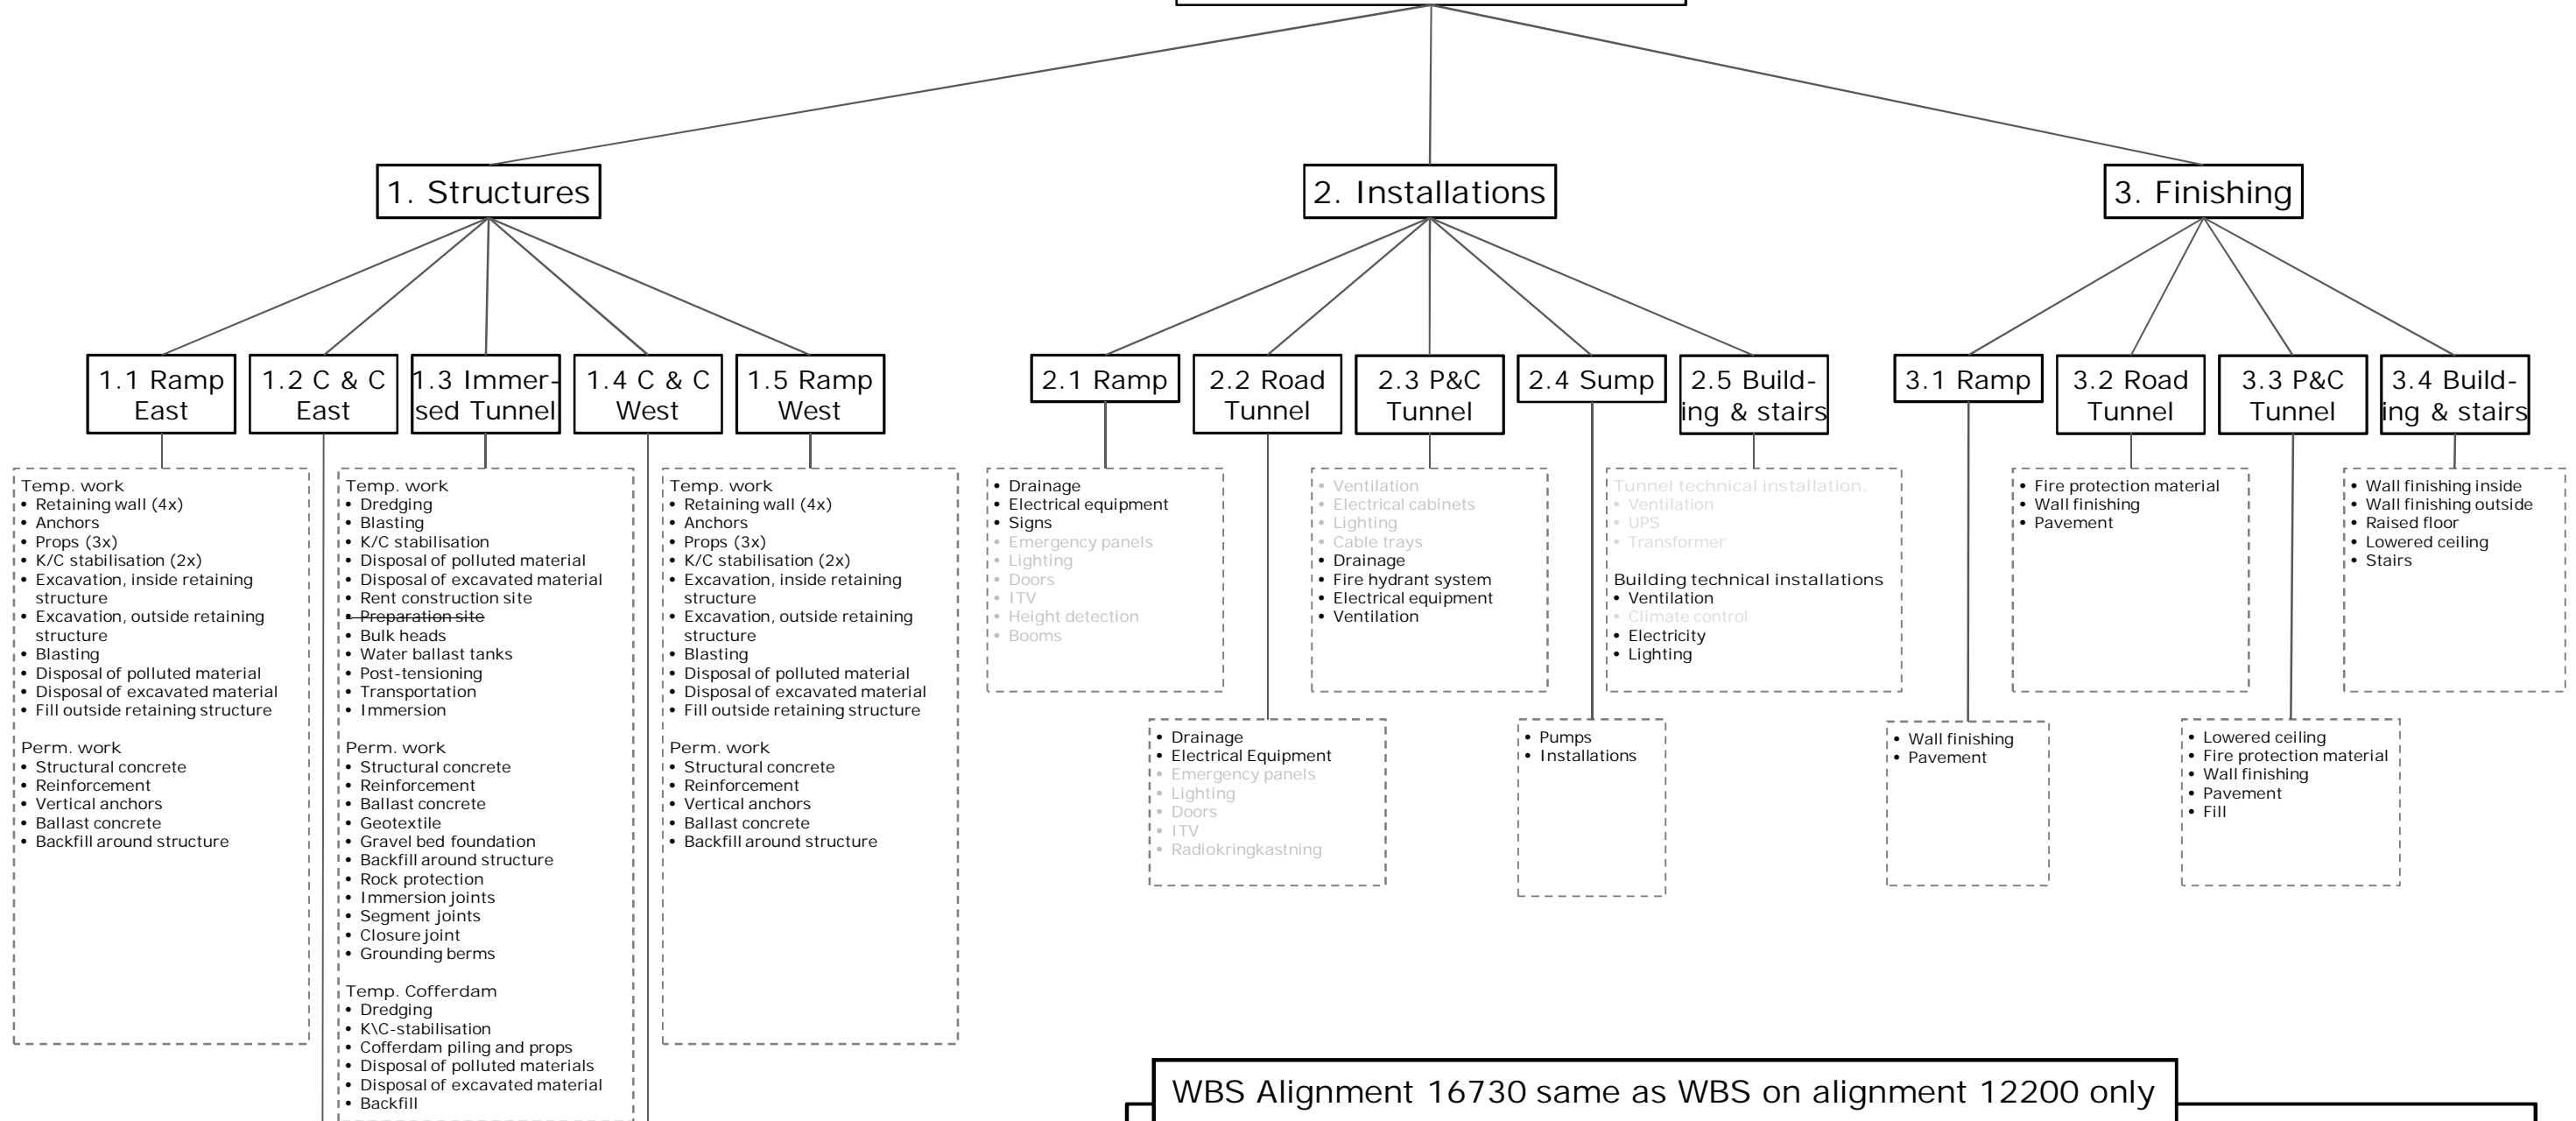 1. Structures
2. Installations
3. Finishing
1.1 Ramp
East
1.2 C & C
East
1.3 Immer-
sed Tunnel
1.4 C & C
West
1.5 Ramp
West
2.1 Ramp
2.2 Road
Tunnel
2.3 P&C
Tunnel
2.4 Sump
2.5 Build-
ing & stairs
3.1 Ramp
3.2 Road
Tunnel
3.3 P&C
Tunnel
3.4 Build-
ing & stairs
Temp. work
• Retaining wall (4x)
• Anchors
• Props (3x)
• K/C stabilisation (2x)
• Excavation, inside retaining
structure
• Excavation, outside retaining
structure
• Blasting
• Disposal of polluted material
• Disposal of excavated material
• Fill outside retaining structure
Perm. work
• Structural concrete
• Reinforcement
• Vertical anchors
• Ballast concrete
• Backfill around structure
Temp. work
• Dredging
• Blasting
• K/C stabilisation
• Disposal of polluted material
• Disposal of excavated material
• Rent construction site
• Preparation site
• Bulk heads
• Water ballast tanks
• Post-tensioning
• Transportation
• Immersion
Perm. work
• Structural concrete
• Reinforcement
• Ballast concrete
• Geotextile
• Gravel bed foundation
• Backfill around structure
• Rock protection
• Immersion joints
• Segment joints
• Closure joint
• Grounding berms
Temp. Cofferdam
• Dredging
• K\C-stabilisation
• Cofferdam piling and props
• Disposal of polluted materials
• Disposal of excavated material
• Backfill
Temp. work
• Retaining wall (4x)
• Anchors
• Props (3x)
• K/C stabilisation (2x)
• Excavation, inside retaining
structure
• Excavation, outside retaining
structure
• Blasting
• Disposal of polluted material
• Disposal of excavated material
• Fill outside retaining structure
Perm. work
• Structural concrete
• Reinforcement
• Vertical anchors
• Ballast concrete
• Backfill around structure
• Drainage
• Electrical equipment
• Signs
• Emergency panels
• Lighting
• Doors
• ITV
• Height detection
• Booms
• Drainage
• Electrical Equipment
• Emergency panels
• Lighting
• Doors
• ITV
• Radiokringkastning
• Ventilation
• Electrical cabinets
• Lighting
• Cable trays
• Drainage
• Fire hydrant system
• Electrical equipment
• Ventilation
• Pumps
• Installations
Tunnel technical installation.
• Ventilation
• UPS
• Transformer
Building technical installations
• Ventilation
• Climate control
• Electricity
• Lighting
• Wall finishing
• Pavement
• Fire protection material
• Wall finishing
• Pavement
• Lowered ceiling
• Fire protection material
• Wall finishing
• Pavement
• Fill
• Wall finishing inside
• Wall finishing outside
• Raised floor
• Lowered ceiling
• Stairs
WBS Alignment 16730 same as WBS on alignment 12200 only